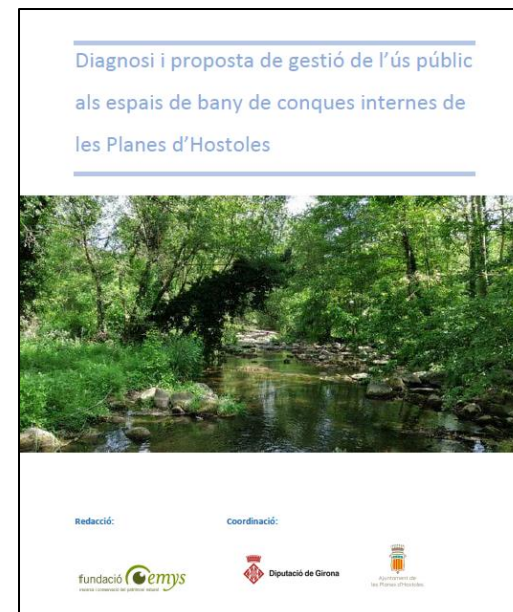 Diagnosi i proposta de gestió de l'ús públic
als espais de bany de conques internes de
les Planes d'Hostoles
Redacció:
Coordinació:
fundació emys
Diputació de Girona
Ajuntament de
les Planes d'Hostoles